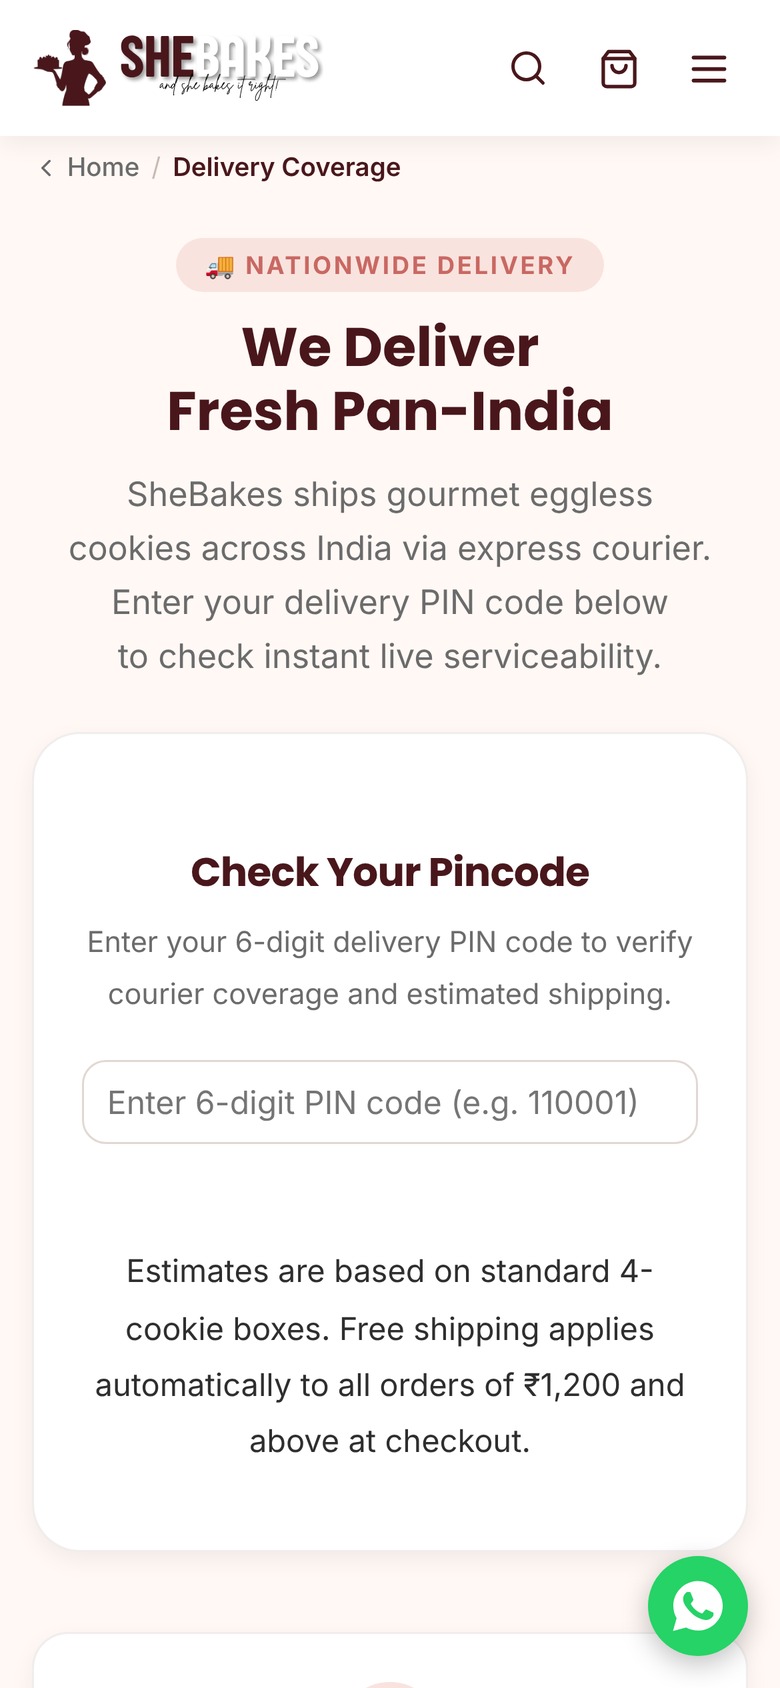 SHEBAKES
and she bakes it right!
Home / Delivery Coverage
NATIONWIDE DELIVERY
We Deliver
Fresh Pan-India
SheBakes ships gourmet eggless
cookies across India via express courier.
Enter your delivery PIN code below
to check instant live serviceability.
Check Your Pincode
Enter your 6-digit delivery PIN code to verify
courier coverage and estimated shipping.
Enter 6-digit PIN code (e.g. 110001)
Estimates are based on standard 4-
cookie boxes. Free shipping applies
automatically to all orders of ₹1,200 and
above at checkout.